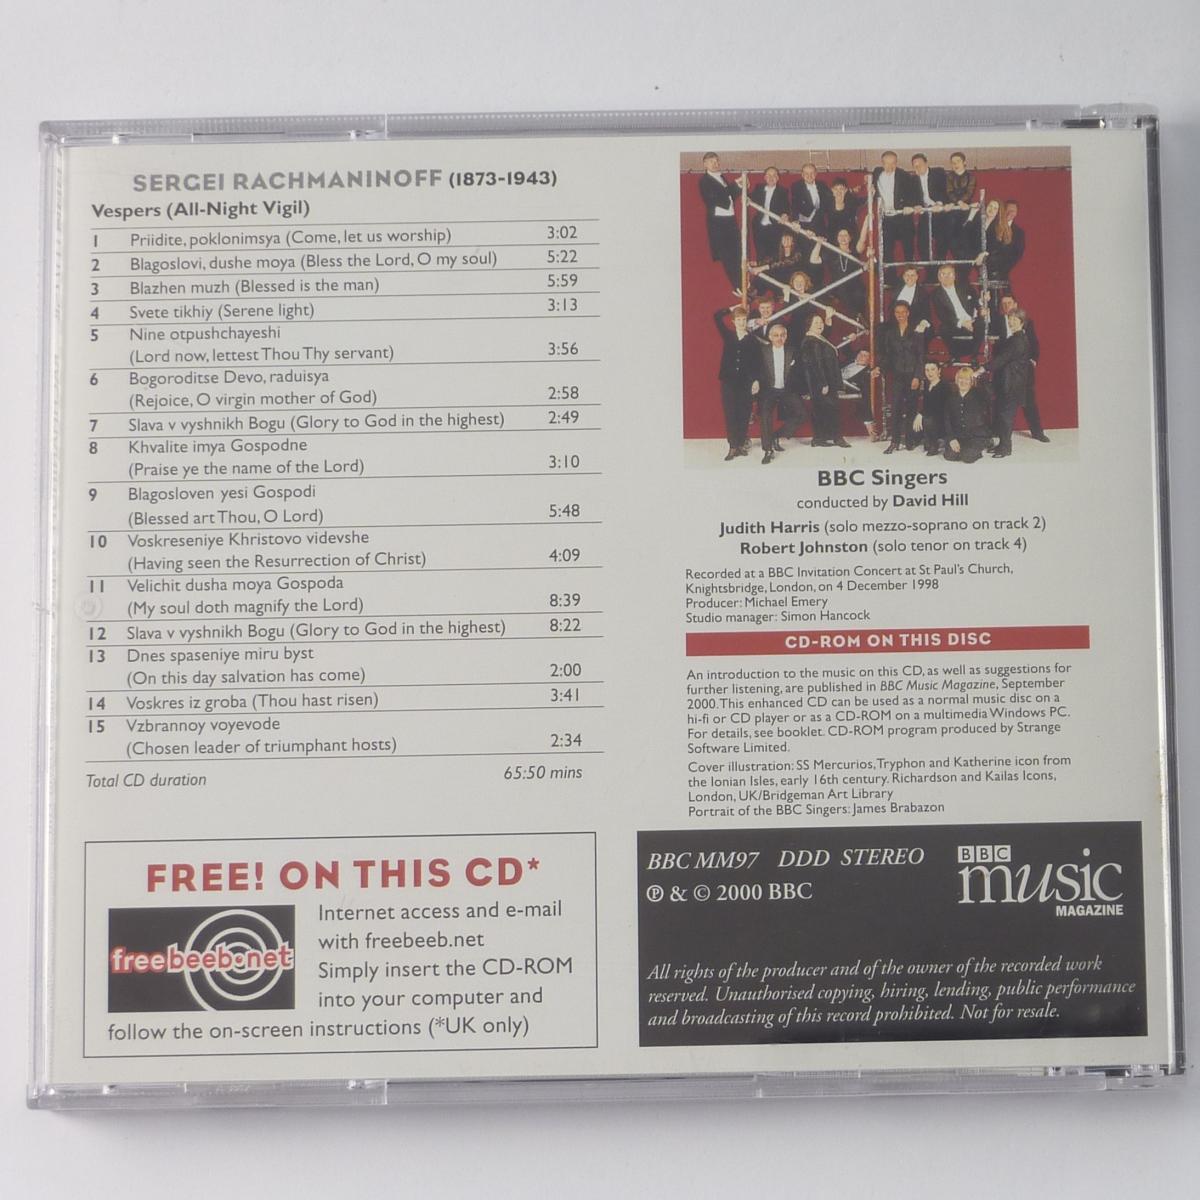 SERGEI RACHMANINOFF (1873-1943)
Vespers (All-Night Vigil)
1 Priidite, poklonimsya (Come, let us worship) 3:02
2 Blagoslovi, dushe moya (Bless the Lord, O my soul) 5:22
3 Blazhen muzh (Blessed is the man) 5:59
4 Svete tikhiy (Serene light) 3:13
5 Nine otpushchayeshi
(Lord now, lettest Thou Thy servant) 3:56
6 Bogoroditse Devo, raduisya
(Rejoice, O virgin mother of God) 2:58
7 Slava v vyshnikh Bogu (Glory to God in the highest) 2:49
8 Khvalite imya Gospodne
(Praise ye the name of the Lord) 3:10
9 Blagosloven yesi Gospodi
(Blessed art Thou, O Lord) 5:48
10 Voskreseniye Khristovo videvshe
(Having seen the Resurrection of Christ) 4:09
11 Velichit dusha moya Gospoda
(My soul doth magnify the Lord) 8:39
12 Slava v vyshnikh Bogu (Glory to God in the highest) 8:22
13 Dnes spaseniye miru byst
(On this day salvation has come) 2:00
14 Voskres iz groba (Thou hast risen) 3:41
15 Vzbrannoy voyevode
(Chosen leader of triumphant hosts) 2:34
Total CD duration 65:50 mins
FREE! ON THIS CD*
freebeeb.net
Internet access and e-mail
with freebeeb.net
Simply insert the CD-ROM
into your computer and
follow the on-screen instructions (*UK only)
BBC Singers
conducted by David Hill
Judith Harris (solo mezzo-soprano on track 2)
Robert Johnston (solo tenor on track 4)
Recorded at a BBC Invitation Concert at St Paul's Church,
Knightsbridge, London, on 4 December 1998
Producer: Michael Emery
Studio manager: Simon Hancock
CD-ROM ON THIS DISC
An introduction to the music on this CD, as well as suggestions for
further listening, are published in BBC Music Magazine, September
2000. This enhanced CD can be used as a normal music disc on a
hi-fi or CD player or as a CD-ROM on a multimedia Windows PC.
For details, see booklet. CD-ROM program produced by Strange
Software Limited.
Cover illustration: SS Mercurios, Tryphon and Katherine icon from
the Ionian Isles, early 16th century. Richardson and Kailas Icons,
London, UK/Bridgeman Art Library
Portrait of the BBC Singers: James Brabazon
BBC MM97 DDD STEREO
℗ & © 2000 BBC
BBC
music
MAGAZINE
All rights of the producer and of the owner of the recorded work
reserved. Unauthorised copying, hiring, lending, public performance
and broadcasting of this record prohibited. Not for resale.